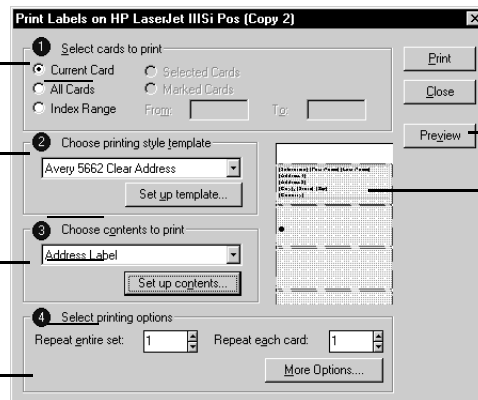 Print Labels on HP LaserJet IIISi Pos (Copy 2)
1 Select cards to print
Current Card
Selected Cards
All Cards
Marked Cards
Index Range
From:
To:
Print
Close
Preview
2 Choose printing style template
Avery 5662 Clear Address
Set up template...
3 Choose contents to print
Address Label
Set up contents...
4 Select printing options
Repeat entire set: 1
Repeat each card: 1
More Options....